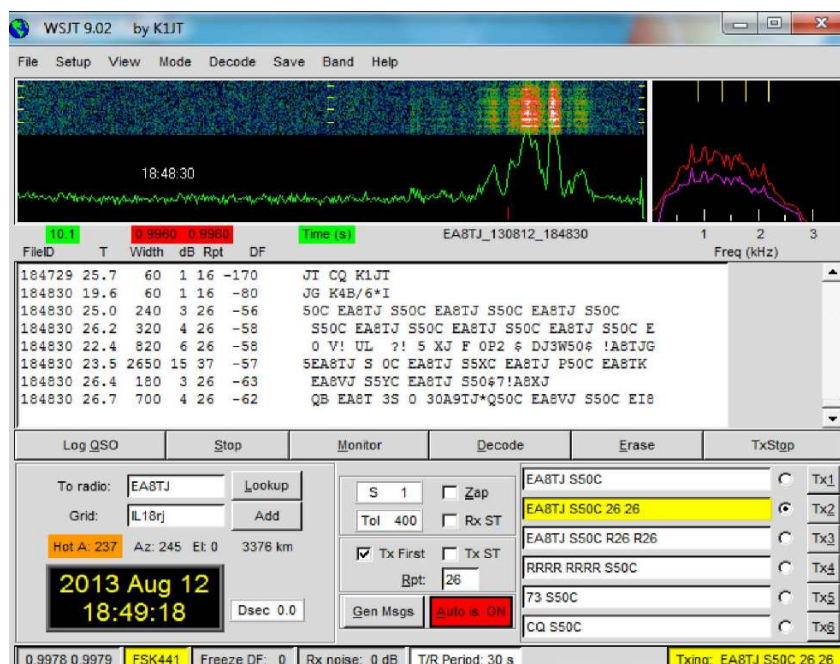 WSJT 9.02 by K1JT
File Setup View Mode Decode Save Band Help
18:48:30
10.1 0.9960 0.9960 Time (s) EA8TJ_130812_184830 1 2 3
FileID T Width dB Rpt DF Freq (kHz)
184729 25.7 60 1 16 -170 JT CQ K1JT
184830 19.6 60 1 16 -80 JG K4B/6*I
184830 25.0 240 3 26 -56 50C EA8TJ S50C EA8TJ S50C EA8TJ S50C
184830 26.2 320 4 26 -58 S50C EA8TJ S50C EA8TJ S50C EA8TJ S50C E
184830 22.4 820 6 26 -58 0 V! UL ?! 5 XJ F 0P2 $ DJ3W50$ !A8TJG
184830 23.5 2650 15 37 -57 5EA8TJ S 0C EA8TJ S5XC EA8TJ P50C EA8TK
184830 26.4 180 3 26 -63 EA8VJ S5YC EA8TJ S50$7!A8XJ
184830 26.7 700 4 26 -62 QB EA8T 3S 0 30A9TJ*Q50C EA8VJ S50C EI8
Log QSO Stop Monitor Decode Erase TxStop
To radio: EA8TJ Lookup
Grid: IL18rj Add
Hot A: 237 Az: 245 El: 0 3376 km
2013 Aug 12
18:49:18
Dsec 0.0
S 1 Zap
Tol 400 Rx ST
Tx First Tx ST
Rpt: 26
Gen Msgs Auto is ON
EA8TJ S50C Tx1
EA8TJ S50C 26 26 Tx2
EA8TJ S50C R26 R26 Tx3
RRRR RRRR S50C Tx4
73 S50C Tx5
CQ S50C Tx6
0.9978 0.9979 FSK441 Freeze DF: 0 Rx noise: 0 dB T/R Period: 30 s Txing: EA8TJ S50C 26 26